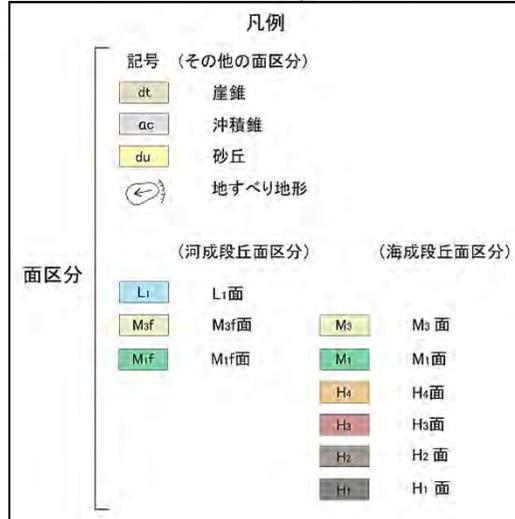 凡例
記号 (その他の面区分)
dt 崖錐
ac 沖積錐
du 砂丘
地すべり地形
(河成段丘面区分) (海成段丘面区分)
面区分
L1 L1面
M3f M3f面 M3 M3 面
M1f M1f面 M1 M1面
H4 H4面
H3 H3面
H2 H2 面
H1 H1 面